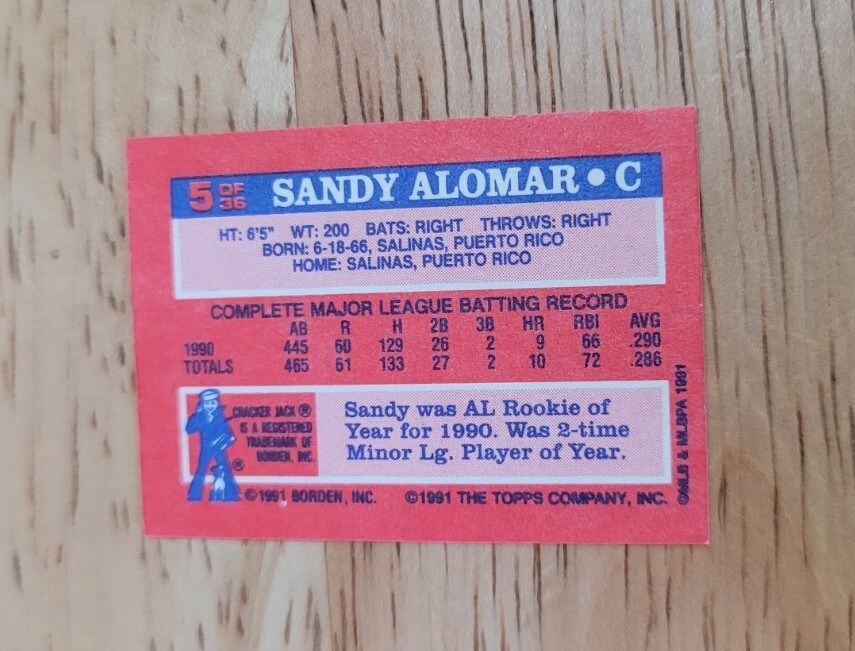 5 OF 36 SANDY ALOMAR • C
HT: 6'5" WT: 200 BATS: RIGHT THROWS: RIGHT
BORN: 6-18-66, SALINAS, PUERTO RICO
HOME: SALINAS, PUERTO RICO
COMPLETE MAJOR LEAGUE BATTING RECORD
AB R H 2B 3B HR RBI AVG
1990 445 60 129 26 2 9 66 .290
TOTALS 465 61 133 27 2 10 72 .286
CRACKER JACK ®
IS A REGISTERED
TRADEMARK OF
BORDEN, INC.
®
Sandy was AL Rookie of
Year for 1990. Was 2-time
Minor Lg. Player of Year.
©1991 BORDEN, INC. ©1991 THE TOPPS COMPANY, INC.
©MLB & MLBPA 1991